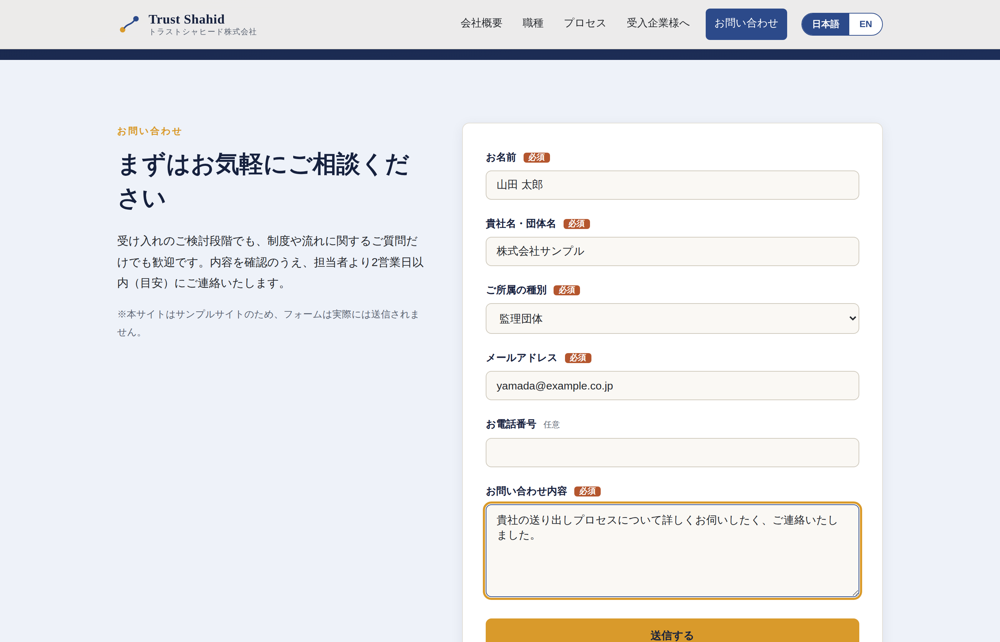 Trust Shahid
トラストシャヒード株式会社
会社概要
職種
プロセス
受入企業様へ
お問い合わせ
日本語
EN
お問い合わせ
まずはお気軽にご相談くだ
さい
受け入れのご検討段階でも、制度や流れに関するご質問だ
けでも歓迎です。内容を確認のうえ、担当者より2営業日以
内（目安）にご連絡いたします。
※本サイトはサンプルサイトのため、フォームは実際には送信されま
せん。
お名前 必須
山田 太郎
貴社名・団体名 必須
株式会社サンプル
ご所属の種別 必須
監理団体
メールアドレス 必須
yamada@example.co.jp
お電話番号 任意
お問い合わせ内容 必須
貴社の送り出しプロセスについて詳しくお伺いしたく、ご連絡いたし
ました。
送信する